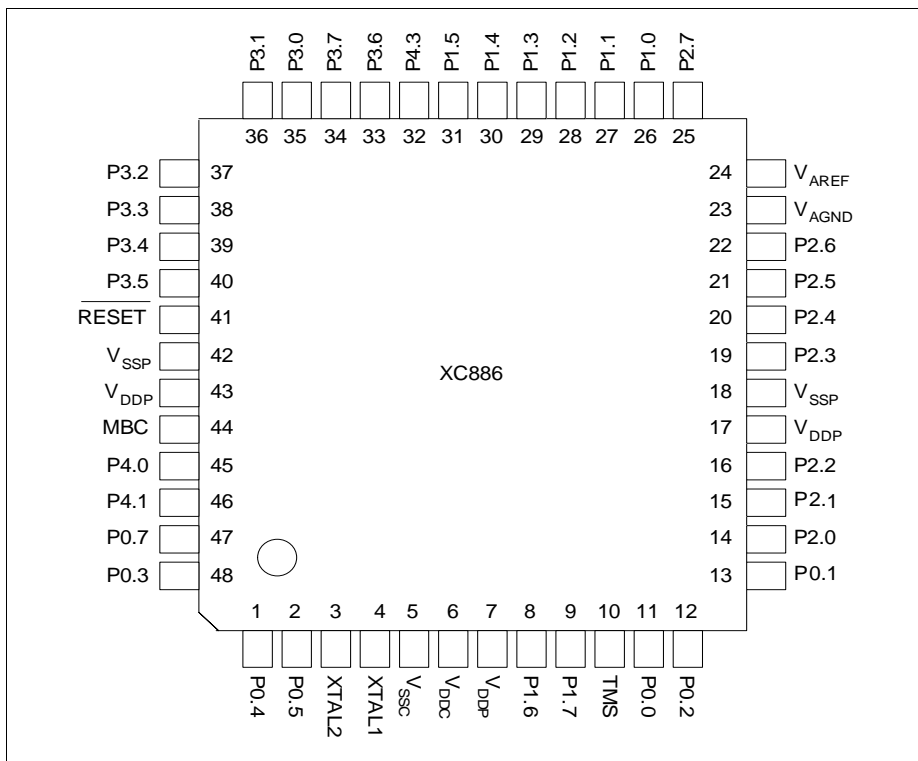 P3.1 P3.0 P3.7 P3.6 P4.3 P1.5 P1.4 P1.3 P1.2 P1.1 P1.0 P2.7
36 35 34 33 32 31 30 29 28 27 26 25
P3.2 37 24 VAREF
P3.3 38 23 VAGND
P3.4 39 22 P2.6
P3.5 40 21 P2.5
RESET 41 20 P2.4
VSSP 42 19 P2.3
XC886
VDDP 43 18 VSSP
MBC 44 17 VDDP
P4.0 45 16 P2.2
P4.1 46 15 P2.1
P0.7 47 14 P2.0
P0.3 48 13 P0.1
1 2 3 4 5 6 7 8 9 10 11 12
P0.4 P0.5 XTAL2 XTAL1 VSSC VDDC VDDP P1.6 P1.7 TMS P0.0 P0.2